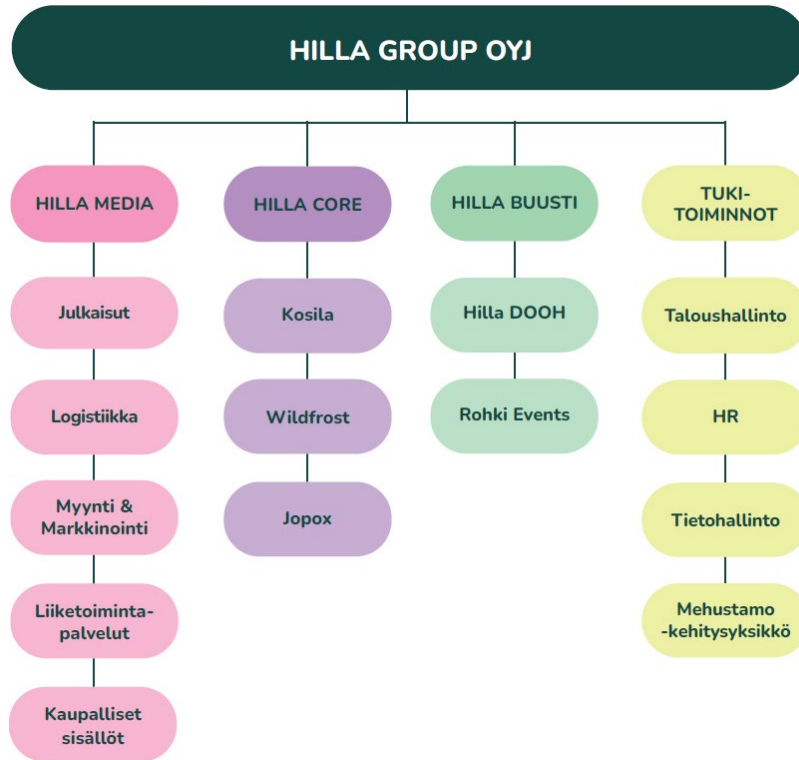 HILLA GROUP OYJ
HILLA MEDIA
Julkaisut
Logistiikka
Myynti &
Markkinointi
Liiketoiminta-
palvelut
Kaupalliset
sisällöt
HILLA CORE
Kosila
Wildfrost
Jopox
HILLA BUUSTI
Hilla DOOH
Rohki Events
TUKI-
TOIMINNOT
Taloushallinto
HR
Tietohallinto
Mehustamo
-kehitysyksikkö